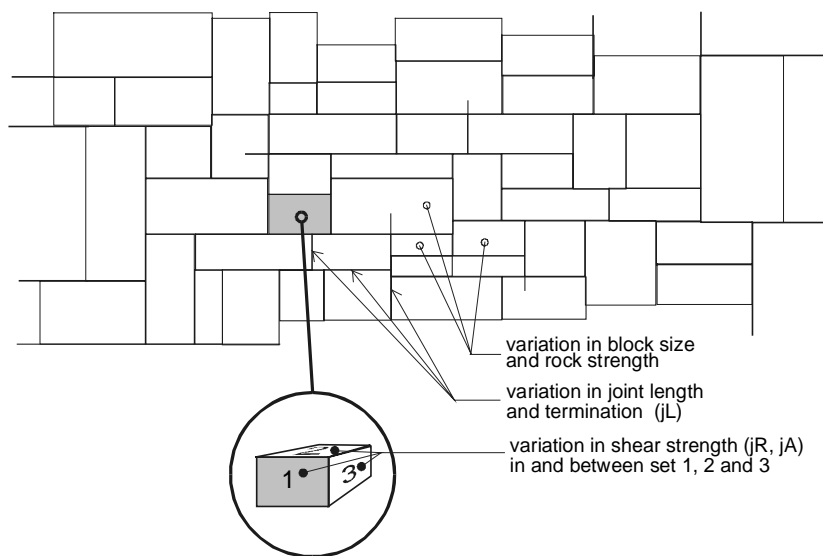 variation in block size
and rock strength
variation in joint length
and termination (jL)
variation in shear strength (jR, jA)
in and between set 1, 2 and 3
1
3